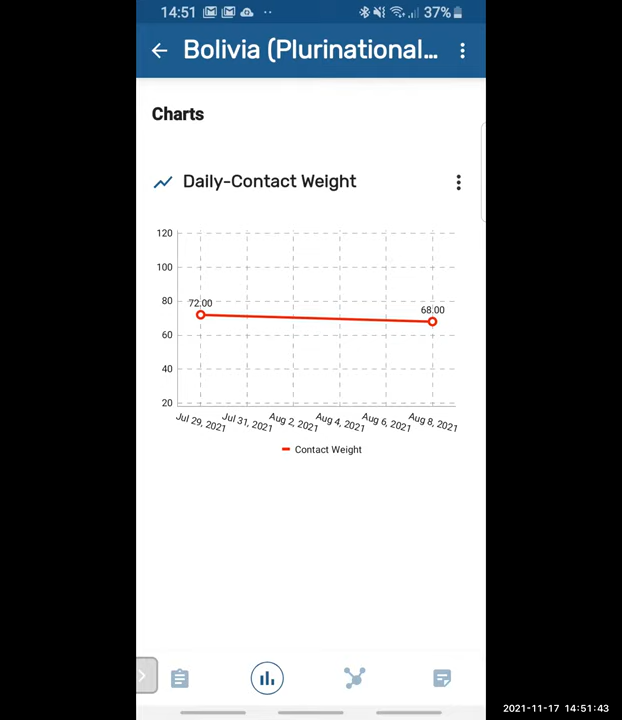 14:51 37%
Bolivia (Plurinational...
Charts
Daily-Contact Weight
120
100
80
60
40
20
72.00
68.00
Jul 29, 2021 Jul 31, 2021 Aug 2, 2021 Aug 4, 2021 Aug 6, 2021 Aug 8, 2021
Contact Weight
2021-11-17 14:51:43